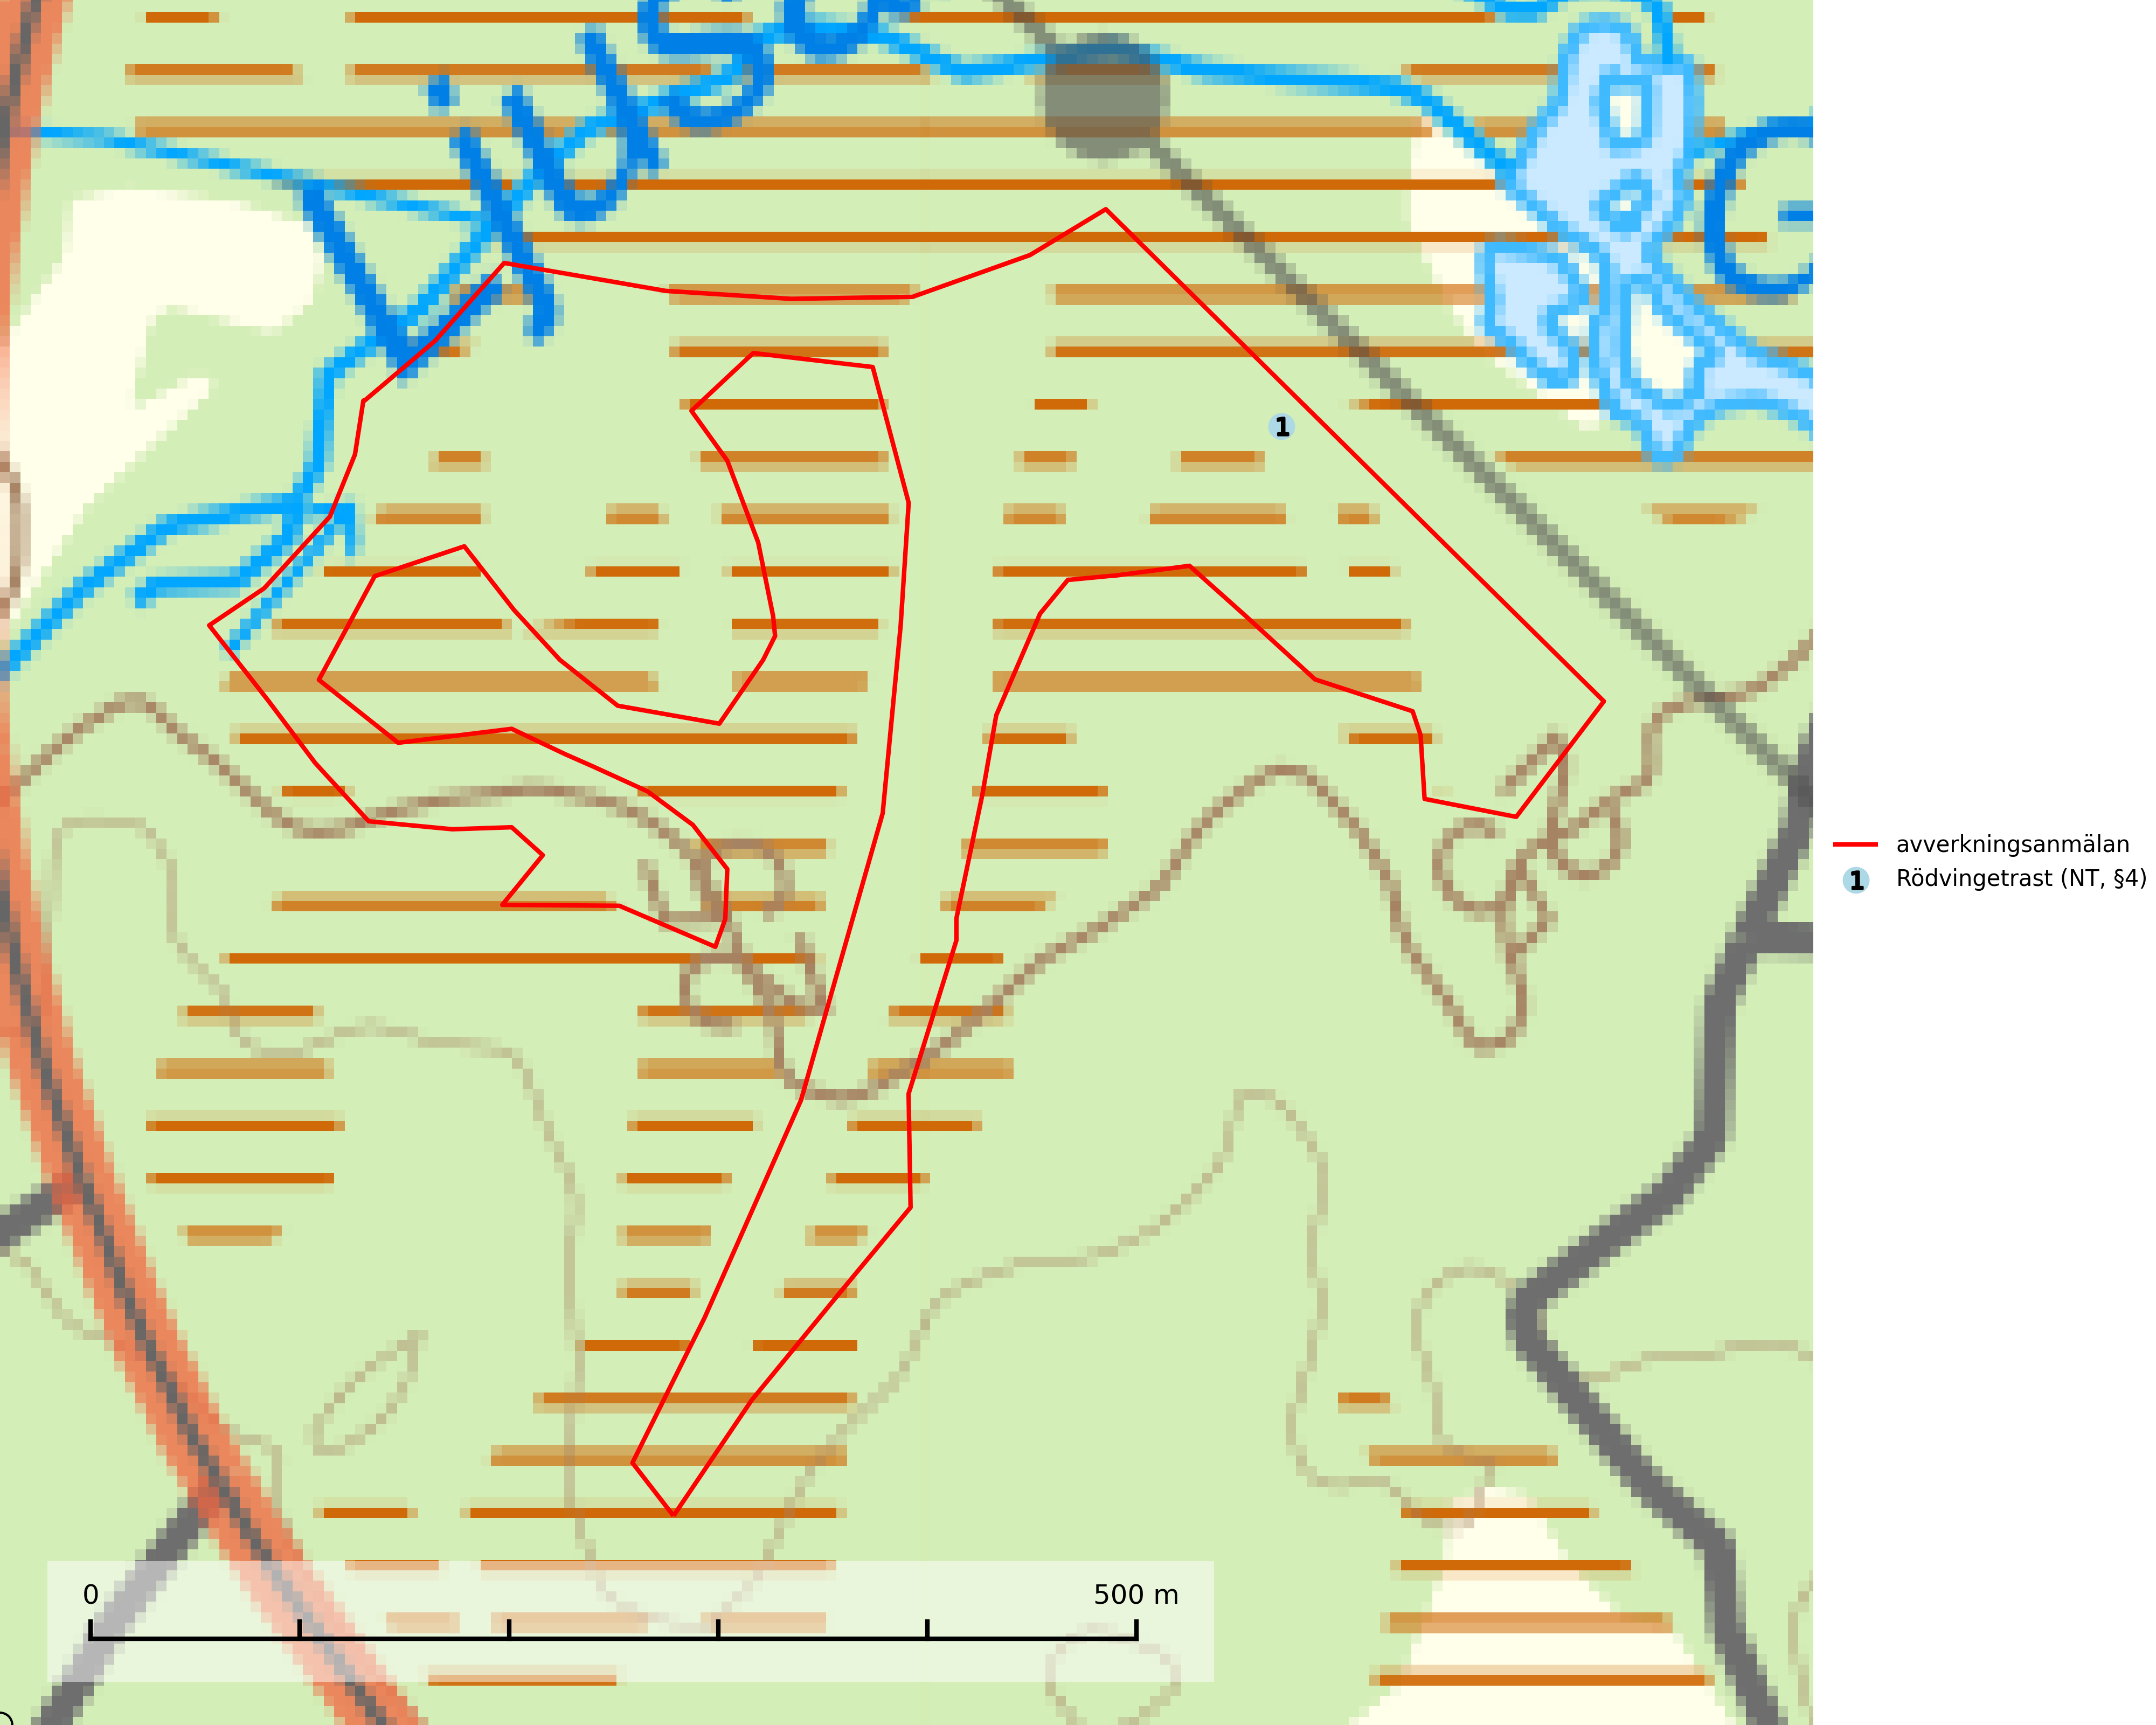 1
avverkningsanmälan
1 Rödvingetrast (NT, §4)
0 500 m